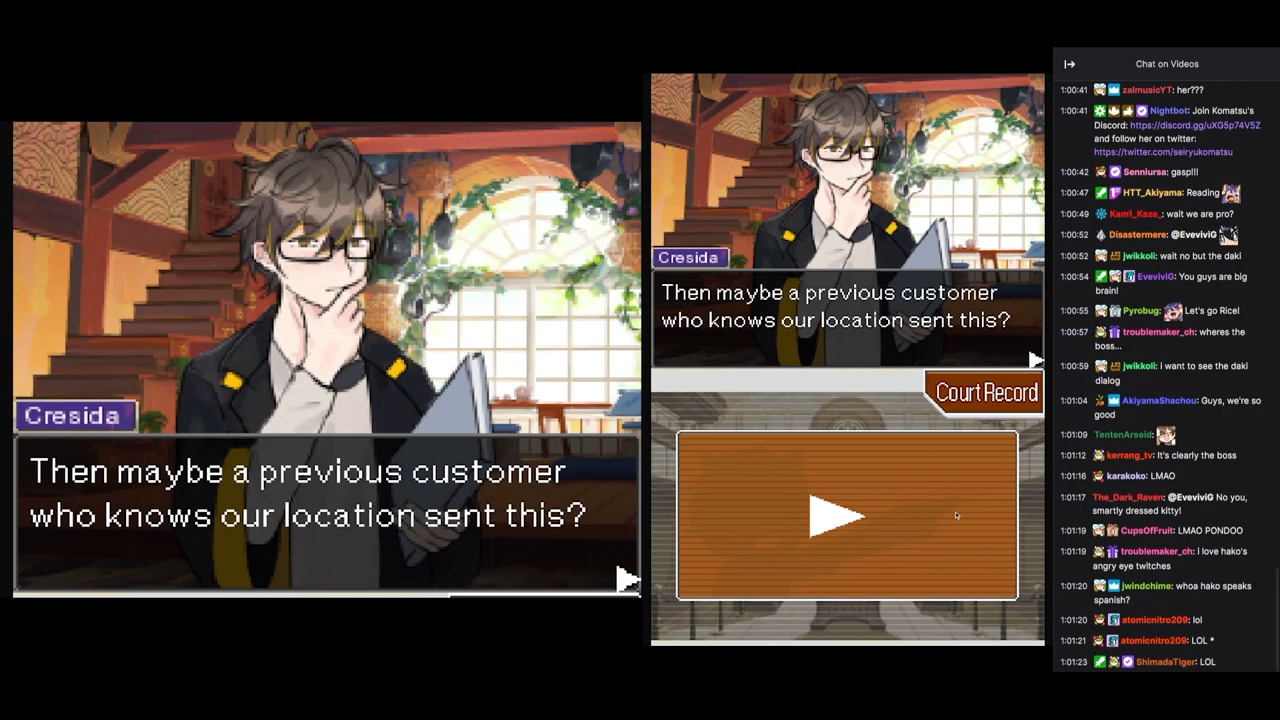 Cresida
Then maybe a previous customer
who knows our location sent this?
Cresida
Then maybe a previous customer
who knows our location sent this?
Court Record
Chat on Videos
1:00:41 zalmusicYT: her???
1:00:41 Nightbot: Join Komatsu's
Discord: https://discord.gg/uXG5p74V5Z
and follow her on twitter:
https://twitter.com/seiryukomatsu
1:00:42 Senniursa: gasp!!!
1:00:47 HTT_Akiyama: Reading
1:00:49 Kam1_Kaze_: wait we are pro?
1:00:52 Disastermere: @EveviviG
1:00:52 jwikkoli: wait no but the daki
1:00:54 EveviviG: You guys are big
brain!
1:00:55 Pyrobug: Let's go Rice!
1:00:57 troublemaker_ch: wheres the
boss...
1:00:59 jwikkoli: i want to see the daki
dialog
1:01:04 AkiyamaShachou: Guys, we're so
good
1:01:09 TentenArseid:
1:01:12 kerrang_tv: It's clearly the boss
1:01:16 karakoko: LMAO
1:01:17 The_Dark_Raven: @EveviviG No you,
smartly dressed kitty!
1:01:19 CupsOfFruit: LMAO PONDOO
1:01:19 troublemaker_ch: i love hako's
angry eye twitches
1:01:20 jwindchime: whoa hako speaks
spanish?
1:01:20 atomicnitro209: lol
1:01:21 atomicnitro209: LOL *
1:01:23 ShimadaTiger: LOL